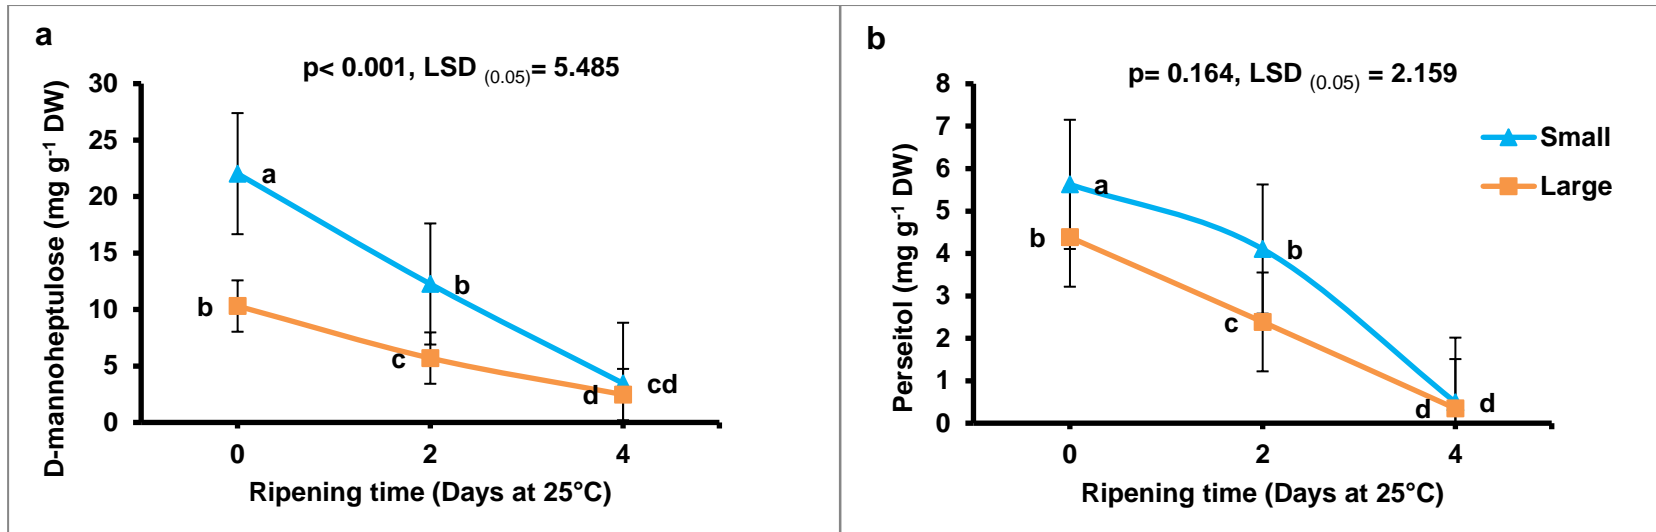 a
p< 0.001, LSD (0.05)= 5.485
D-mannoheptulose (mg g-1 DW)
30
25
20
15
10
5
0
a
b
b
c
cd
d
0 2 4
Ripening time (Days at 25°C)
b
p= 0.164, LSD (0.05) = 2.159
Perseitol (mg g-1 DW)
8
7
6
5
4
3
2
1
0
a
b
b
c
d
d
0 2 4
Ripening time (Days at 25°C)
Small
Large